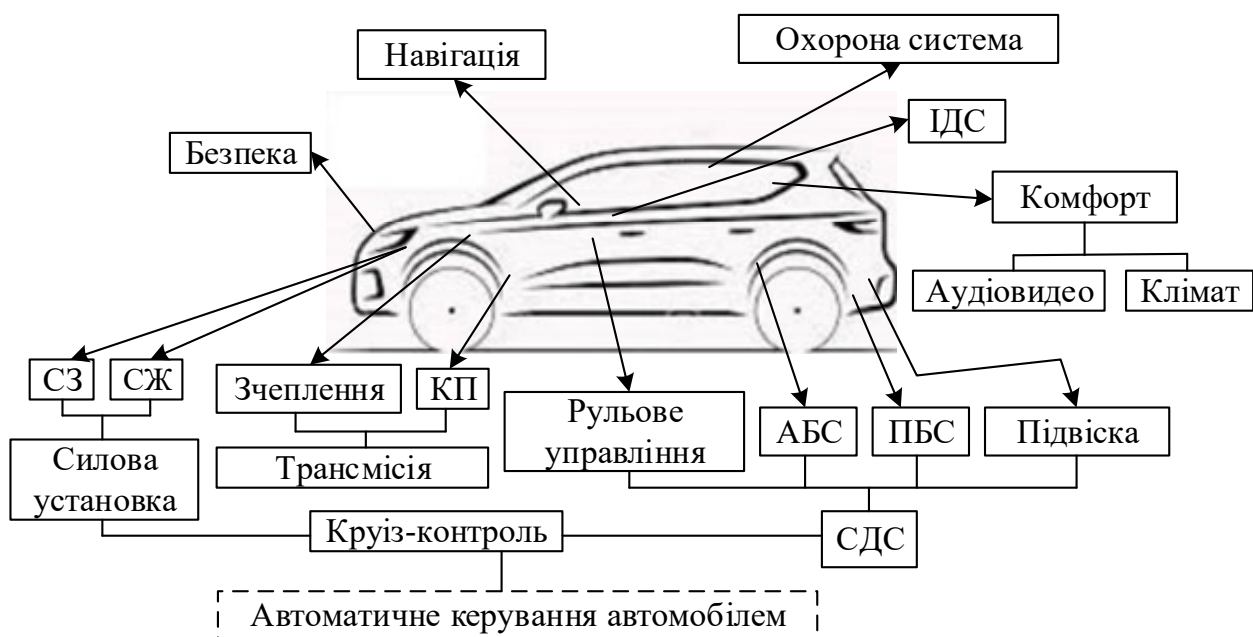 Навігація
Охорона система
ІДС
Безпека
Комфорт
Аудіовидео
Клімат
СЗ
СЖ
Зчеплення
КП
Рульове
управління
АБС
ПБС
Підвіска
Силова
установка
Трансмісія
Круїз-контроль
СДС
Автоматичне керування автомобілем